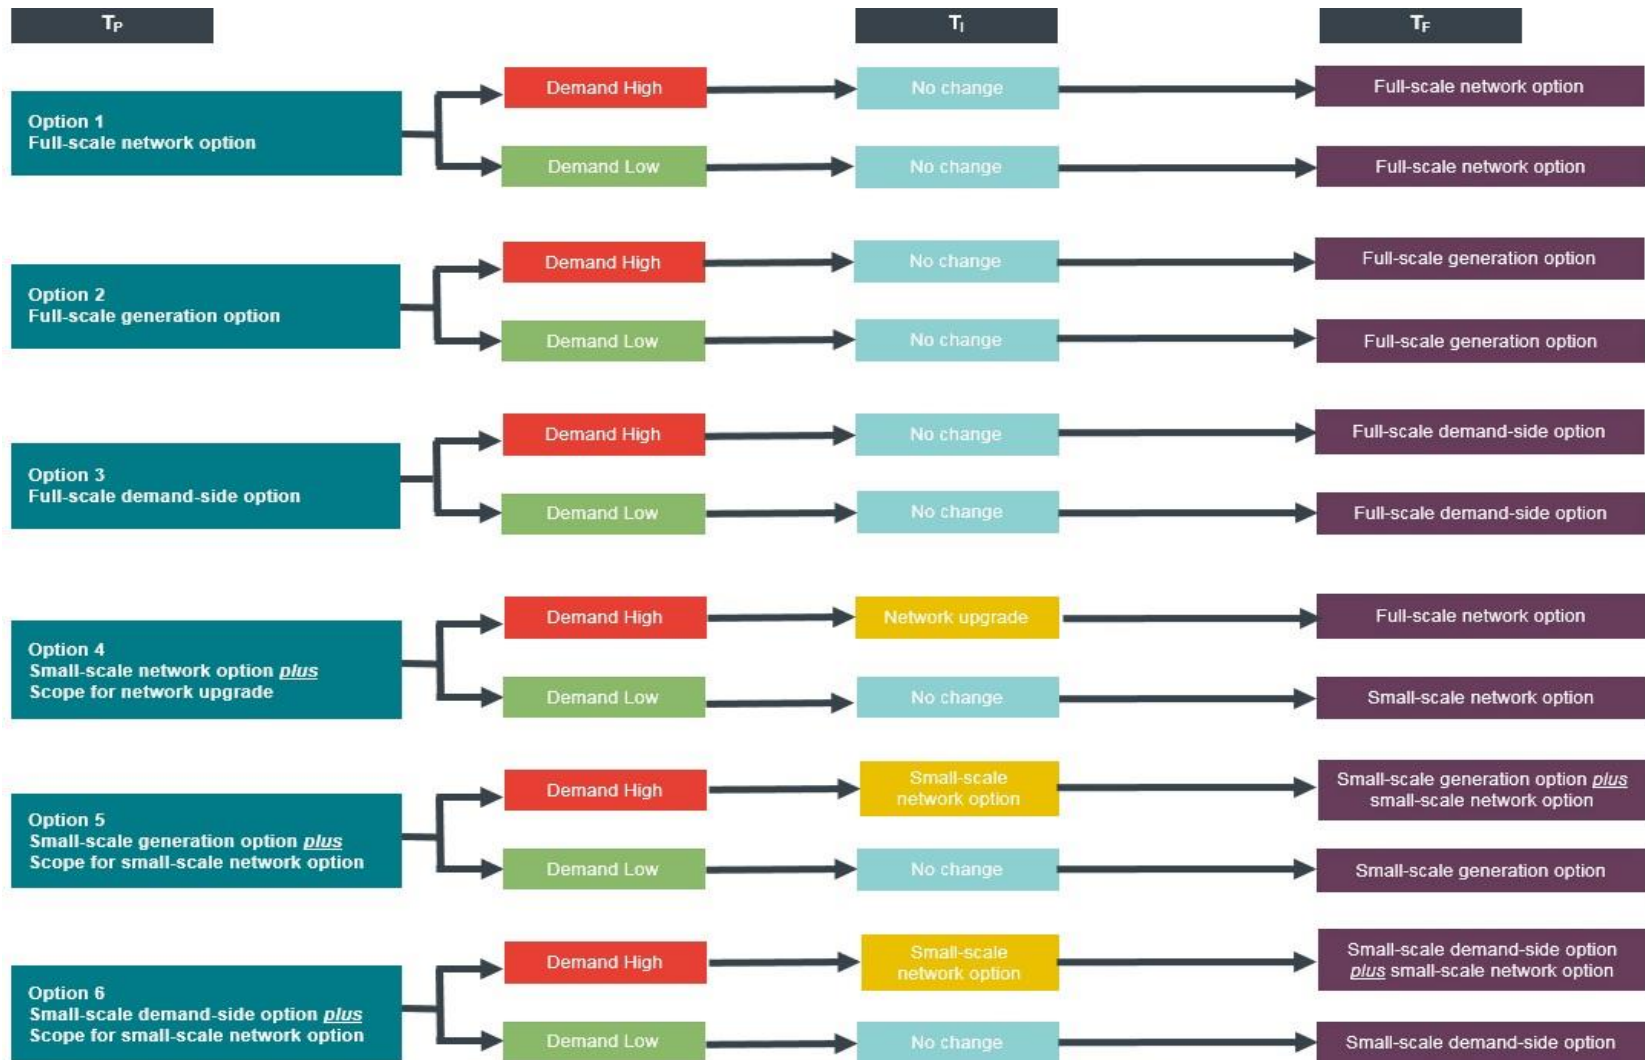 T_P
T_I
T_F
Option 1
Full-scale network option
Demand High
No change
Full-scale network option
Demand Low
No change
Full-scale network option
Option 2
Full-scale generation option
Demand High
No change
Full-scale generation option
Demand Low
No change
Full-scale generation option
Option 3
Full-scale demand-side option
Demand High
No change
Full-scale demand-side option
Demand Low
No change
Full-scale demand-side option
Option 4
Small-scale network option plus
Scope for network upgrade
Demand High
Network upgrade
Full-scale network option
Demand Low
No change
Small-scale network option
Option 5
Small-scale generation option plus
Scope for small-scale network option
Demand High
Small-scale
network option
Small-scale generation option plus
small-scale network option
Demand Low
No change
Small-scale generation option
Option 6
Small-scale demand-side option plus
Scope for small-scale network option
Demand High
Small-scale
network option
Small-scale demand-side option
plus small-scale network option
Demand Low
No change
Small-scale demand-side option